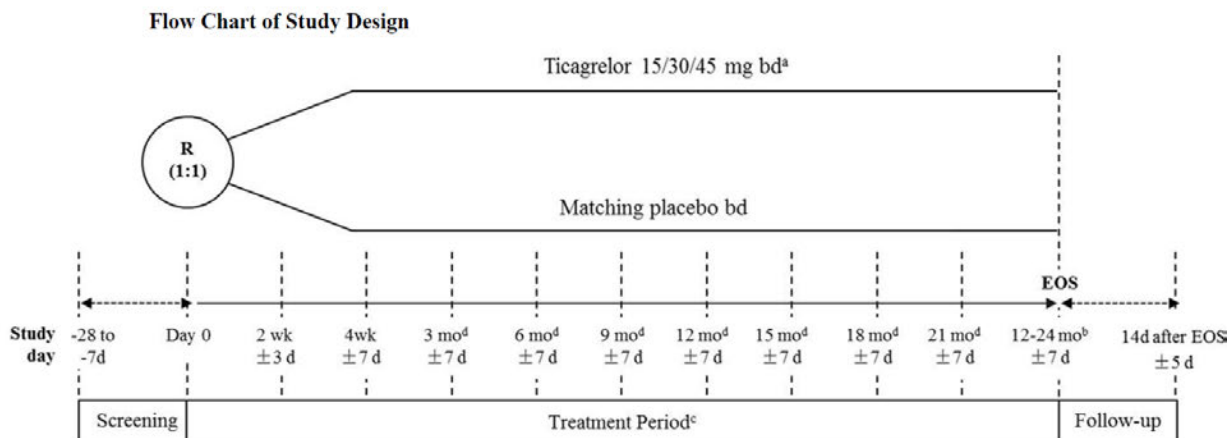 Flow Chart of Study Design
Ticagrelor 15/30/45 mg bdᵃ
R
(1:1)
Matching placebo bd
EOS
Study day
-28 to -7d
Day 0
2 wk ±3 d
4wk ±7 d
3 moᵈ ±7 d
6 moᵈ ±7 d
9 moᵈ ±7 d
12 moᵈ ±7 d
15 moᵈ ±7 d
18 moᵈ ±7 d
21 moᵈ ±7 d
12-24 moᵇ ±7 d
14d after EOS ±5 d
Screening
Treatment Periodᶜ
Follow-up